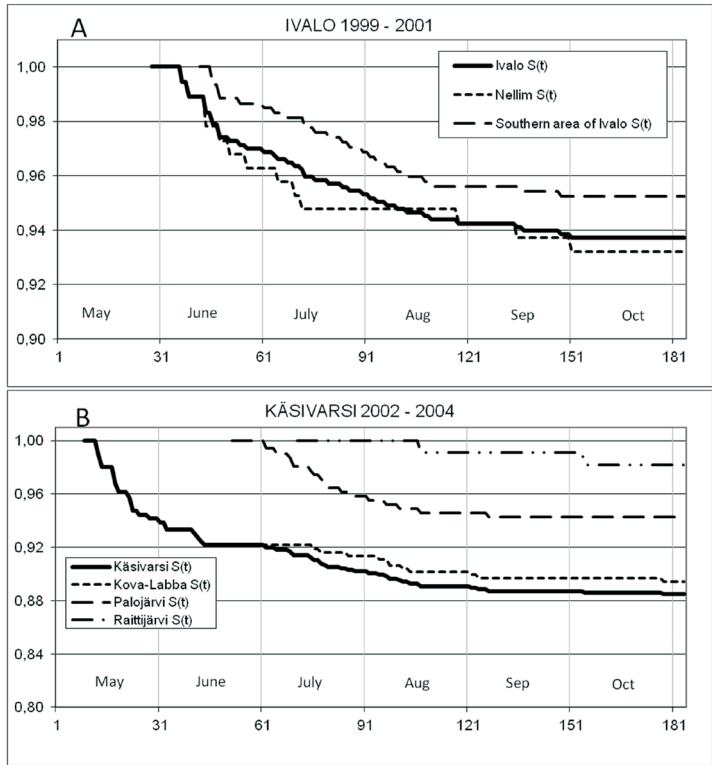 A
IVALO 1999 - 2001
1,00
0,98
0,96
0,94
0,92
0,90
Ivalo S(t)
Nellim S(t)
Southern area of Ivalo S(t)
May June July Aug Sep Oct
1 31 61 91 121 151 181
B
KÄSIVARSI 2002 - 2004
1,00
0,96
0,92
0,88
0,84
0,80
Käsivarsi S(t)
Kova-Labba S(t)
Palojärvi S(t)
Raittijärvi S(t)
May June July Aug Sep Oct
1 31 61 91 121 151 181